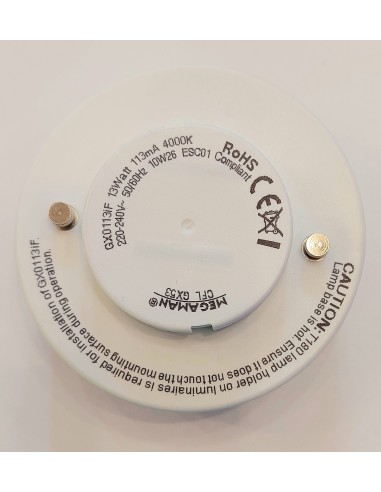 GX0113iF 13Watt 113mA 4000K
220-240V~ 50/60Hz 10W26 ESC01
RoHS
Compliant
CE
MEGAMAN®
CFL GX53
CAUTION:-T180 lamp holder on luminaires is required for installation of GX0113iF.
Lamp base is hot. Ensure it does not touch the mounting surface during operation.